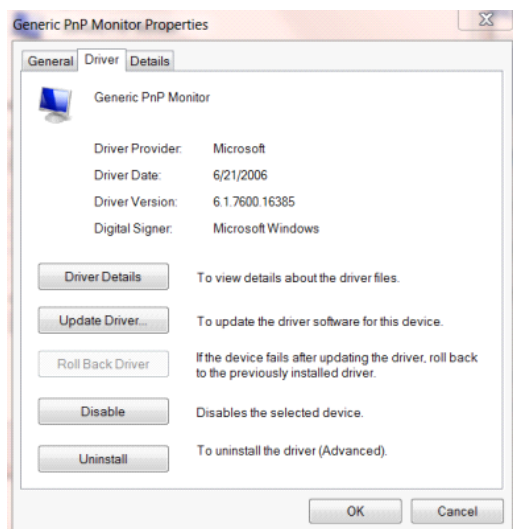 Generic PnP Monitor Properties
General Driver Details
Generic PnP Monitor
Driver Provider: Microsoft
Driver Date: 6/21/2006
Driver Version: 6.1.7600.16385
Digital Signer: Microsoft Windows
Driver Details To view details about the driver files.
Update Driver... To update the driver software for this device.
Roll Back Driver If the device fails after updating the driver, roll back
to the previously installed driver.
Disable Disables the selected device.
Uninstall To uninstall the driver (Advanced).
OK Cancel